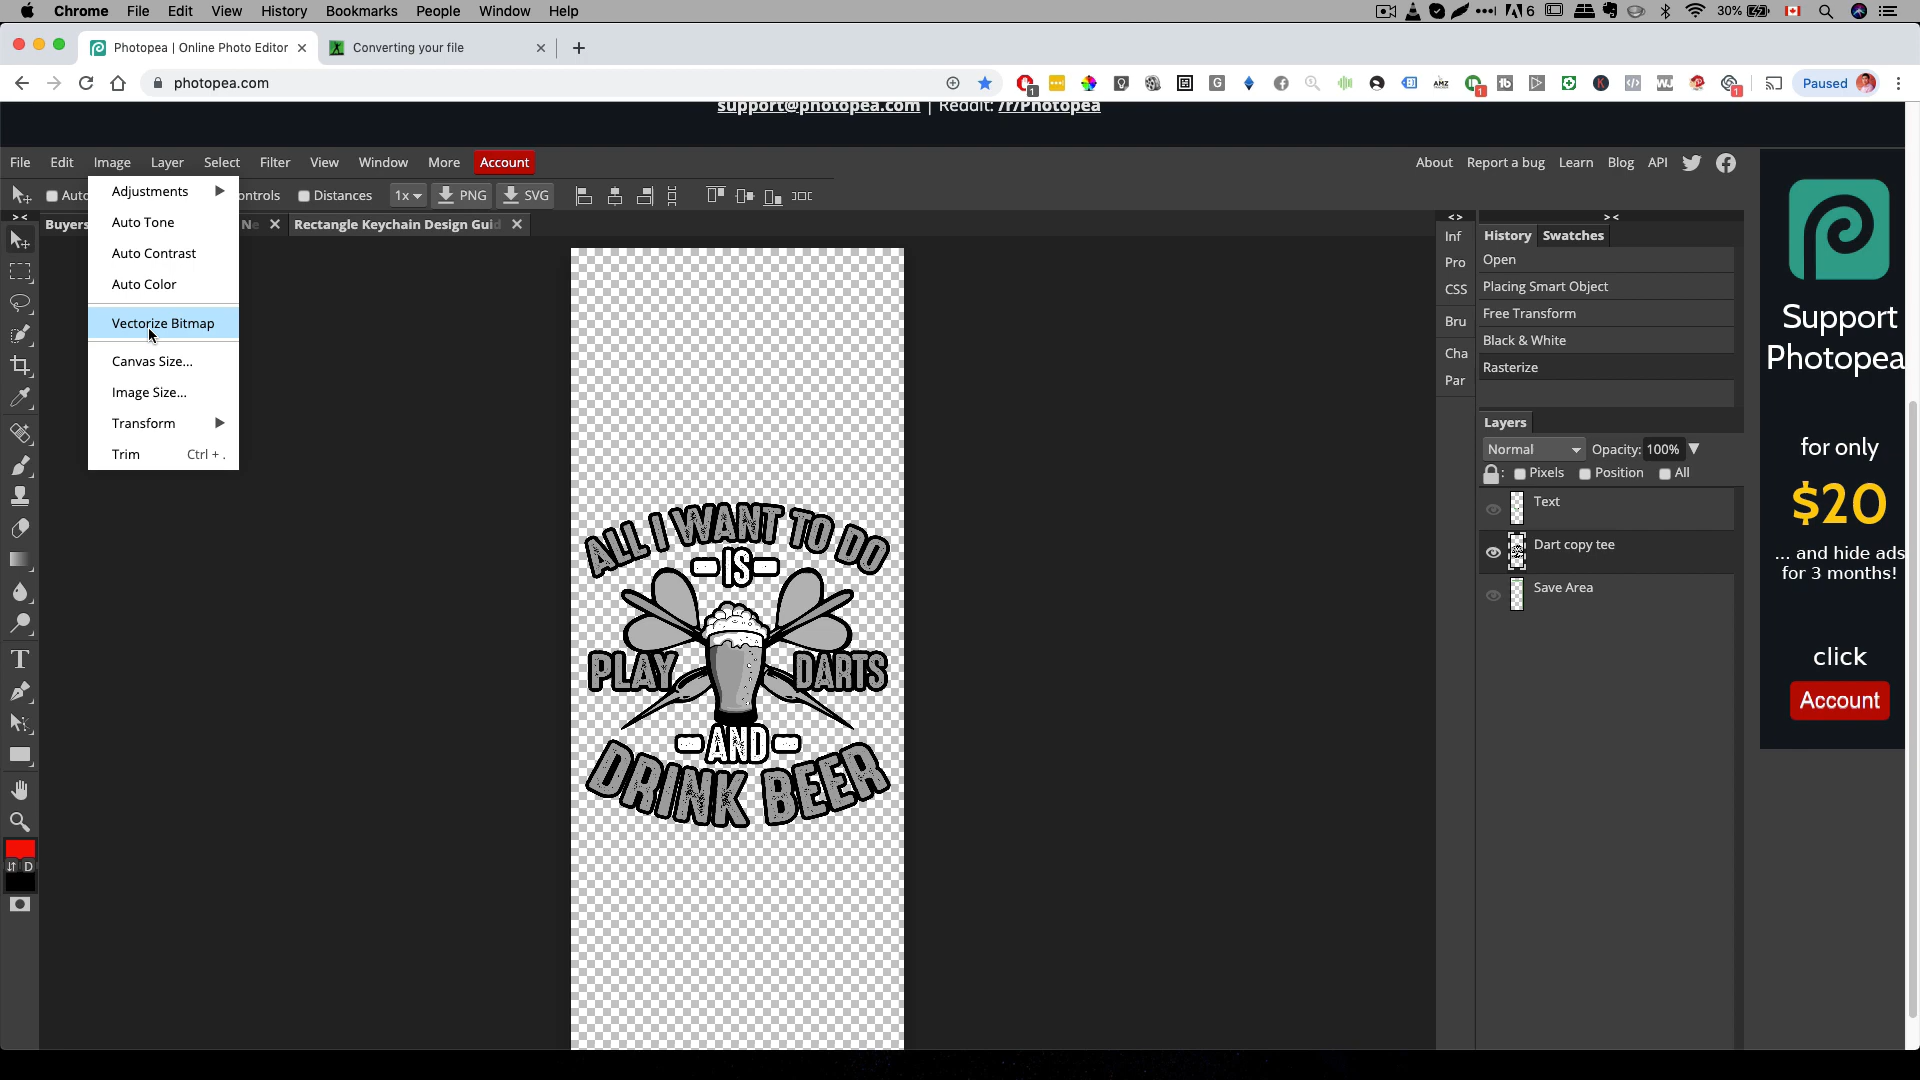 Chrome File Edit View History Bookmarks People Window Help
6 30%
Photopea | Online Photo Editor
Converting your file
photopea.com
Paused
support@photopea.com | Reddit: /r/Photopea
File Edit Image Layer Select Filter View Window More Account
About Report a bug Learn Blog API
Auto
ontrols Distances 1x PNG SVG
Buyers
Ne
Rectangle Keychain Design Guid
Adjustments
Auto Tone
Auto Contrast
Auto Color
Vectorize Bitmap
Canvas Size...
Image Size...
Transform
Trim Ctrl + .
ALL I WANT TO DO
IS
PLAY DARTS
AND
DRINK BEER
Inf
Pro
CSS
Bru
Cha
Par
History Swatches
Open
Placing Smart Object
Free Transform
Black & White
Rasterize
Layers
Normal Opacity: 100%
: Pixels Position All
Text
Dart copy tee
Save Area
D
Support
Photopea
for only
$20
... and hide ads
for 3 months!
click
Account